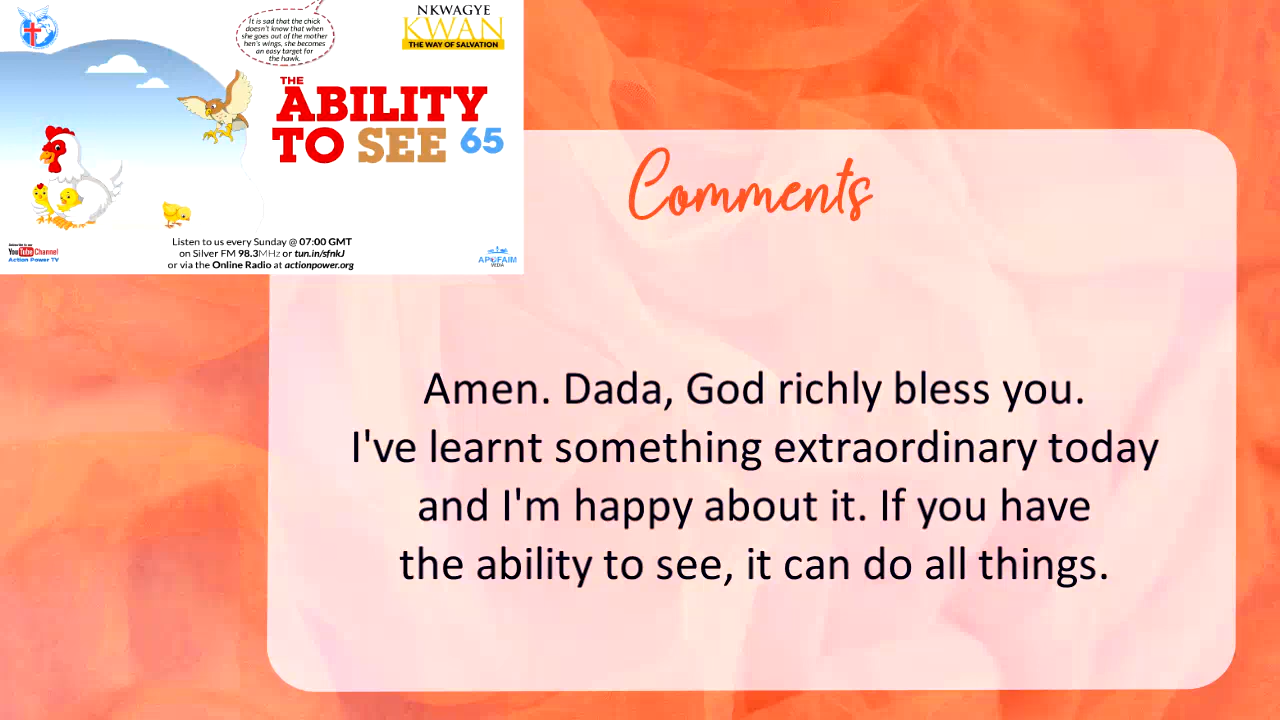 It is sad that the chick
doesn't know that when
she goes out of the mother
hen's wings, she becomes
an easy target for
the hawk.
NKWAGYE
KWAN
THE WAY OF SALVATION
THE
ABILITY
TO SEE 65
Listen to us every Sunday @ 07:00 GMT
on Silver FM 98.3MHz or tun.in/sfnkJ
or via the Online Radio at actionpower.org
YouTube Channel
Action Power TV
APOFAIM
WDA
Comments
Amen. Dada, God richly bless you.
I've learnt something extraordinary today
and I'm happy about it. If you have
the ability to see, it can do all things.